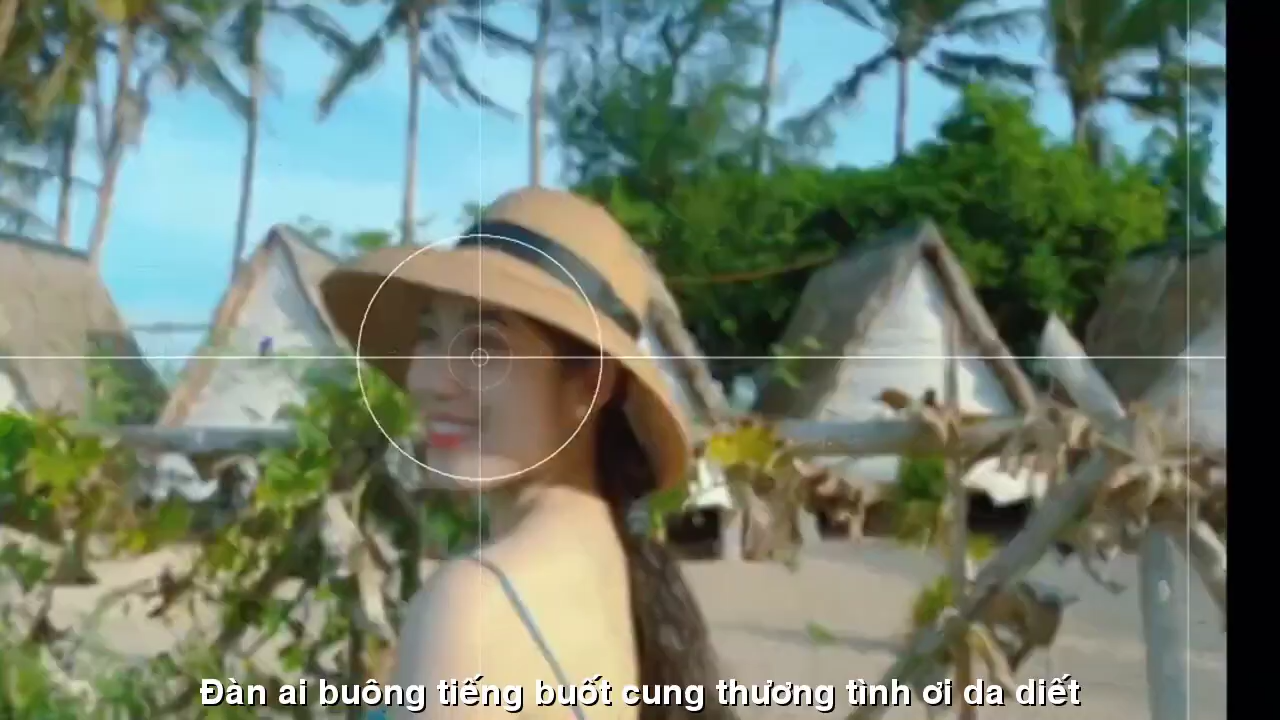 Đàn ai buông tiếng buốt cung thương tình ơi da diết